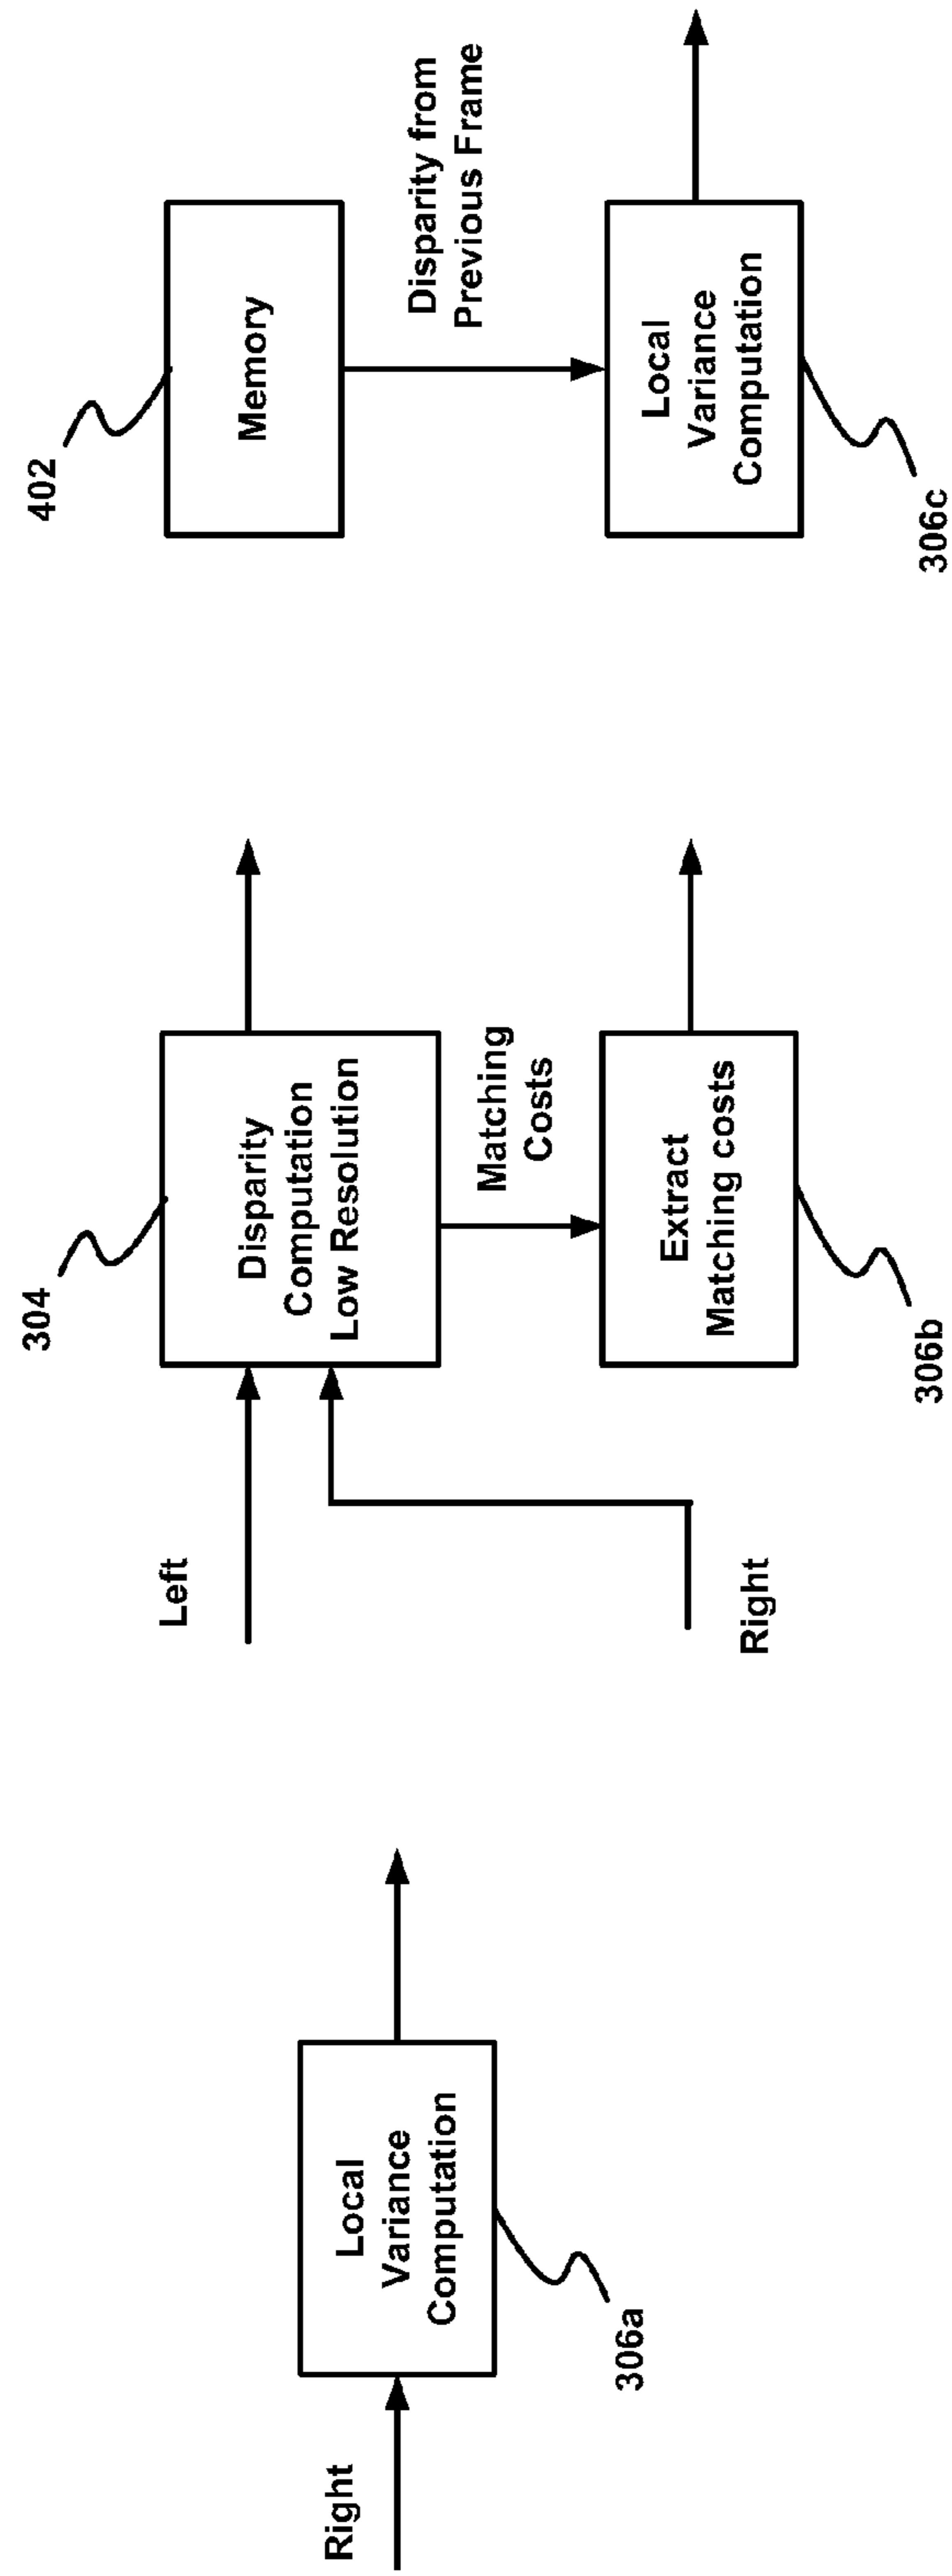 Right
Local
Variance
Computation
306a
Left
Right
304
Disparity
Computation
Low Resolution
Matching
Costs
Extract
Matching costs
306b
402
Memory
Disparity from
Previous Frame
Local
Variance
Computation
306c